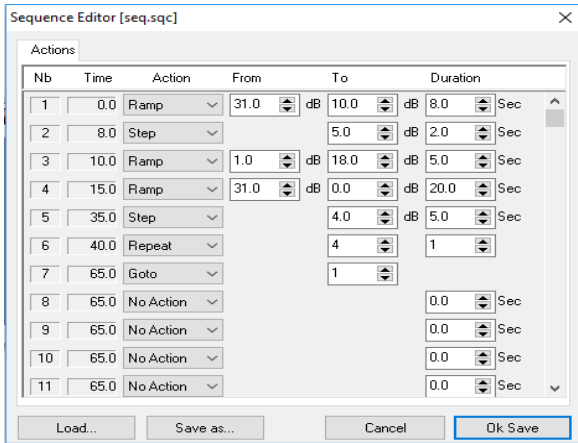 Sequence Editor [seq.sqc]
Actions
Nb Time Action From To Duration
1 0.0 Ramp 31.0 dB 10.0 dB 8.0 Sec
2 8.0 Step 5.0 dB 2.0 Sec
3 10.0 Ramp 1.0 dB 18.0 dB 5.0 Sec
4 15.0 Ramp 31.0 dB 0.0 dB 20.0 Sec
5 35.0 Step 4.0 dB 5.0 Sec
6 40.0 Repeat 4 1
7 65.0 Goto 1
8 65.0 No Action 0.0 Sec
9 65.0 No Action 0.0 Sec
10 65.0 No Action 0.0 Sec
11 65.0 No Action 0.0 Sec
Load... Save as... Cancel Ok Save